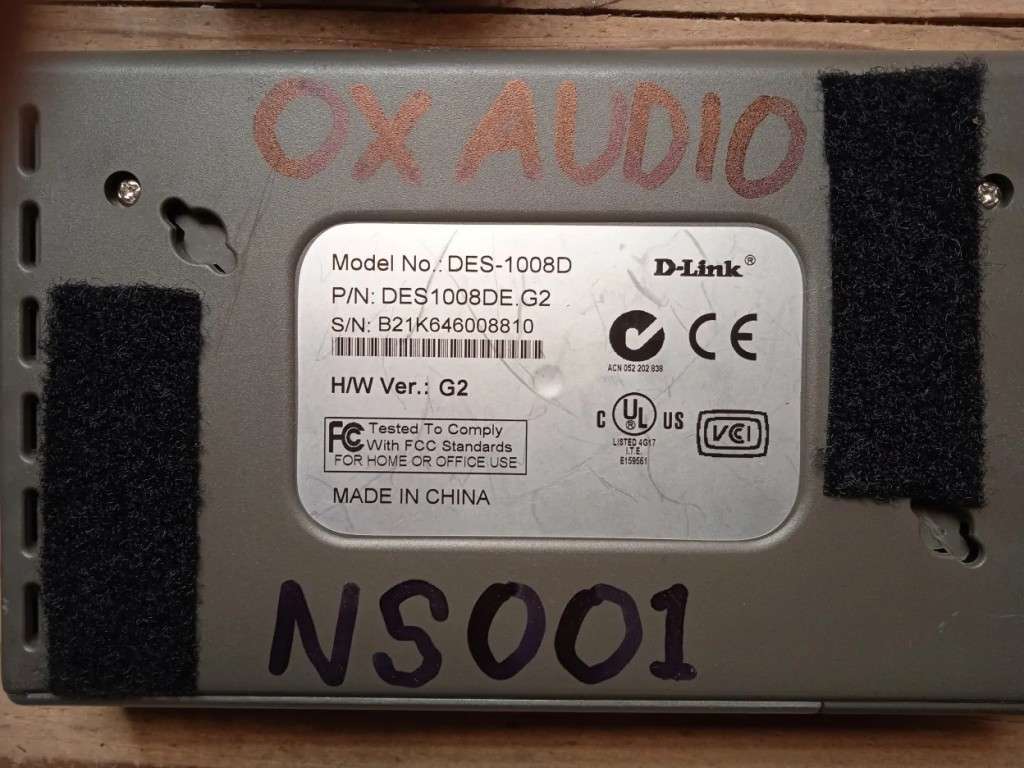 OX AUDIO
Model No.: DES-1008D
D-Link®
P/N: DES1008DE.G2
S/N: B21K646008810
CE
ACN 052 202 838
H/W Ver.: G2
FC Tested To Comply
With FCC Standards
FOR HOME OR OFFICE USE
C UL® US
LISTED 4G17
I.T.E.
E159561
VCI
MADE IN CHINA
NS001